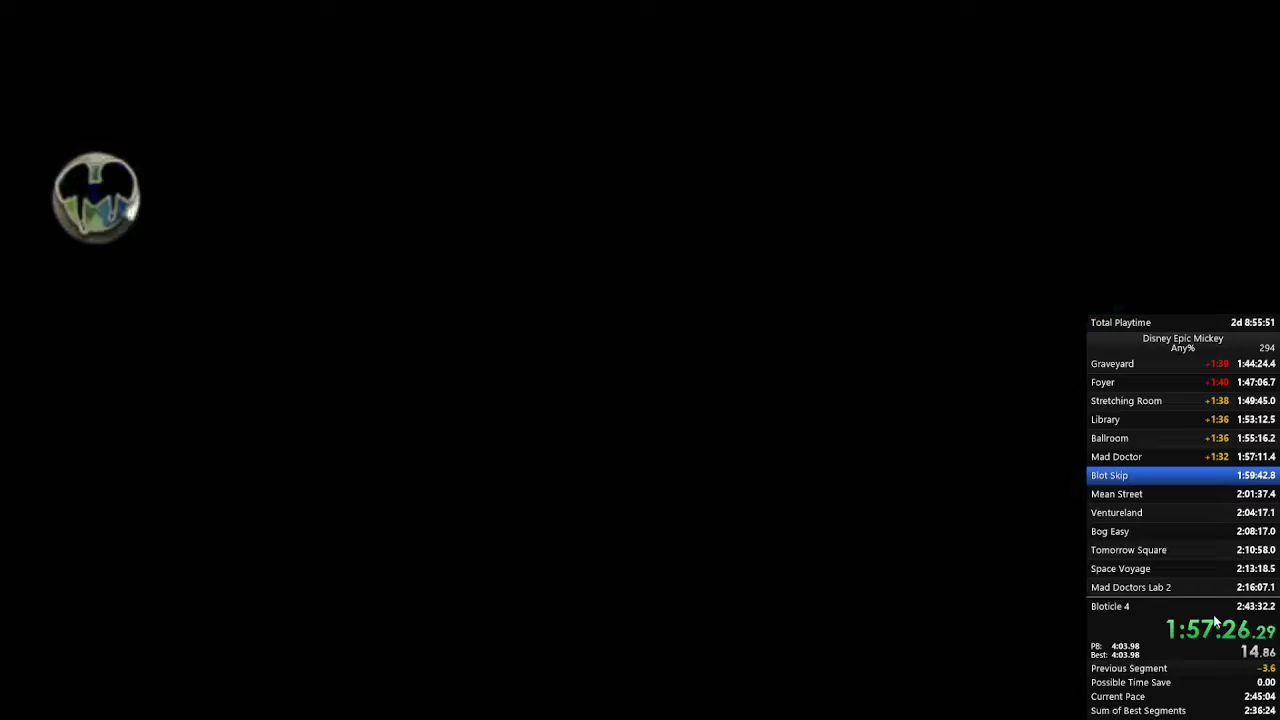 Total Playtime 2d 8:55:51
Disney Epic Mickey
Any% 294
Graveyard +1:39 1:44:24.4
Foyer +1:40 1:47:06.7
Stretching Room +1:38 1:49:45.0
Library +1:36 1:53:12.5
Ballroom +1:36 1:55:16.2
Mad Doctor +1:32 1:57:11.4
Blot Skip 1:59:42.8
Mean Street 2:01:37.4
Ventureland 2:04:17.1
Bog Easy 2:08:17.0
Tomorrow Square 2:10:58.0
Space Voyage 2:13:18.5
Mad Doctors Lab 2 2:16:07.1
Bloticle 4 2:43:32.2
1:57:26.29
PB: 4:03.98 14.86
Best: 4:03.98
Previous Segment −3.6
Possible Time Save 0.00
Current Pace 2:45:04
Sum of Best Segments 2:36:24